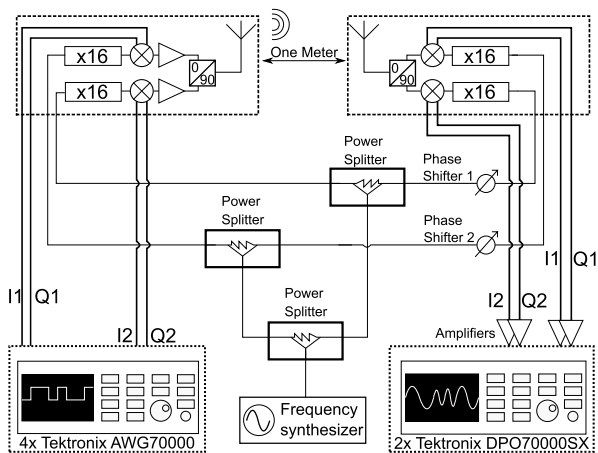 x16
0
90
x16
One Meter
0
90
x16
x16
Power
Splitter
Phase
Shifter 1
Power
Splitter
Phase
Shifter 2
I1
Q1
I2
Q2
Power
Splitter
I2
Q2
I1
Q1
Amplifiers
Frequency
synthesizer
4x Tektronix AWG70000
2x Tektronix DPO70000SX